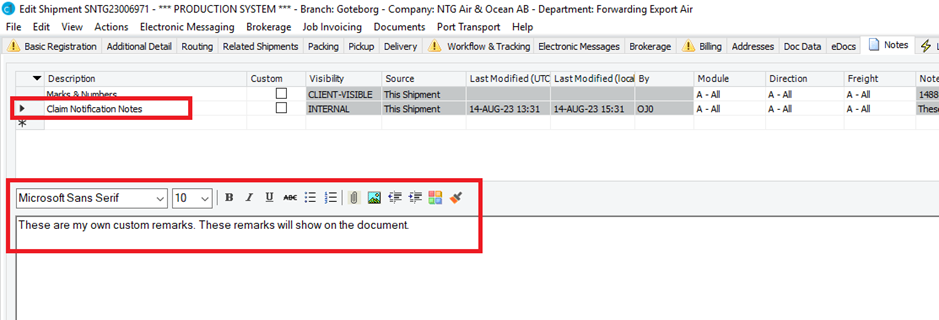 Edit Shipment SNTG23006971 - *** PRODUCTION SYSTEM *** - Branch: Goteborg - Company: NTG Air & Ocean AB - Department: Forwarding Export Air
File Edit View Actions Electronic Messaging Brokerage Job Invoicing Documents Port Transport Help
Basic Registration Additional Detail Routing Related Shipments Packing Pickup Delivery Workflow & Tracking Electronic Messages Brokerage Billing Addresses Doc Data eDocs Notes
Description Custom Visibility Source Last Modified (UTC Last Modified (local By Module Direction Freight Note
Marks & Numbers CLIENT-VISIBLE This Shipment A - All A - All A - All 1488
Claim Notification Notes INTERNAL This Shipment 14-AUG-23 13:31 14-AUG-23 15:31 OJ0 A - All A - All A - All These
Microsoft Sans Serif 10 B I U ABC
These are my own custom remarks. These remarks will show on the document.